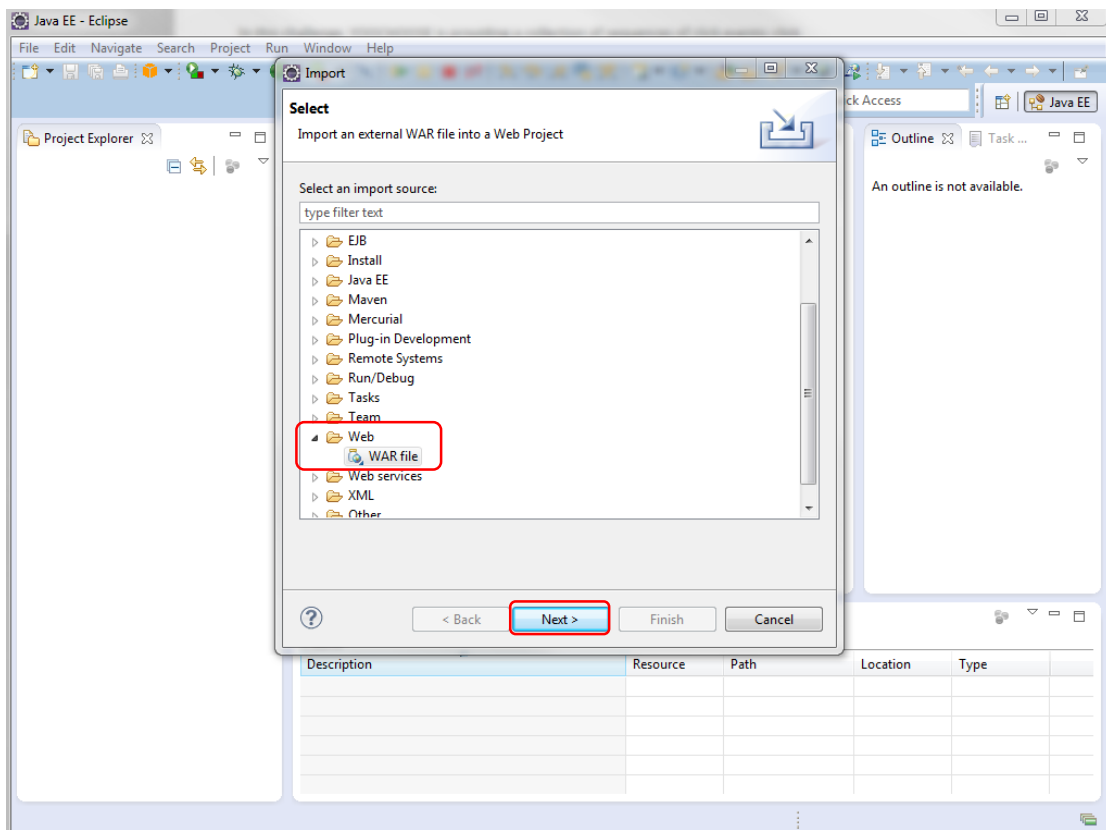 Java EE - Eclipse
File Edit Navigate Search Project Run Window Help
Import
ck Access
Java EE
Select
Import an external WAR file into a Web Project
Project Explorer
Outline
Task ...
An outline is not available.
Select an import source:
type filter text
EJB
Install
Java EE
Maven
Mercurial
Plug-in Development
Remote Systems
Run/Debug
Tasks
Team
Web
WAR file
Web services
XML
Other
< Back
Next >
Finish
Cancel
Description Resource Path Location Type